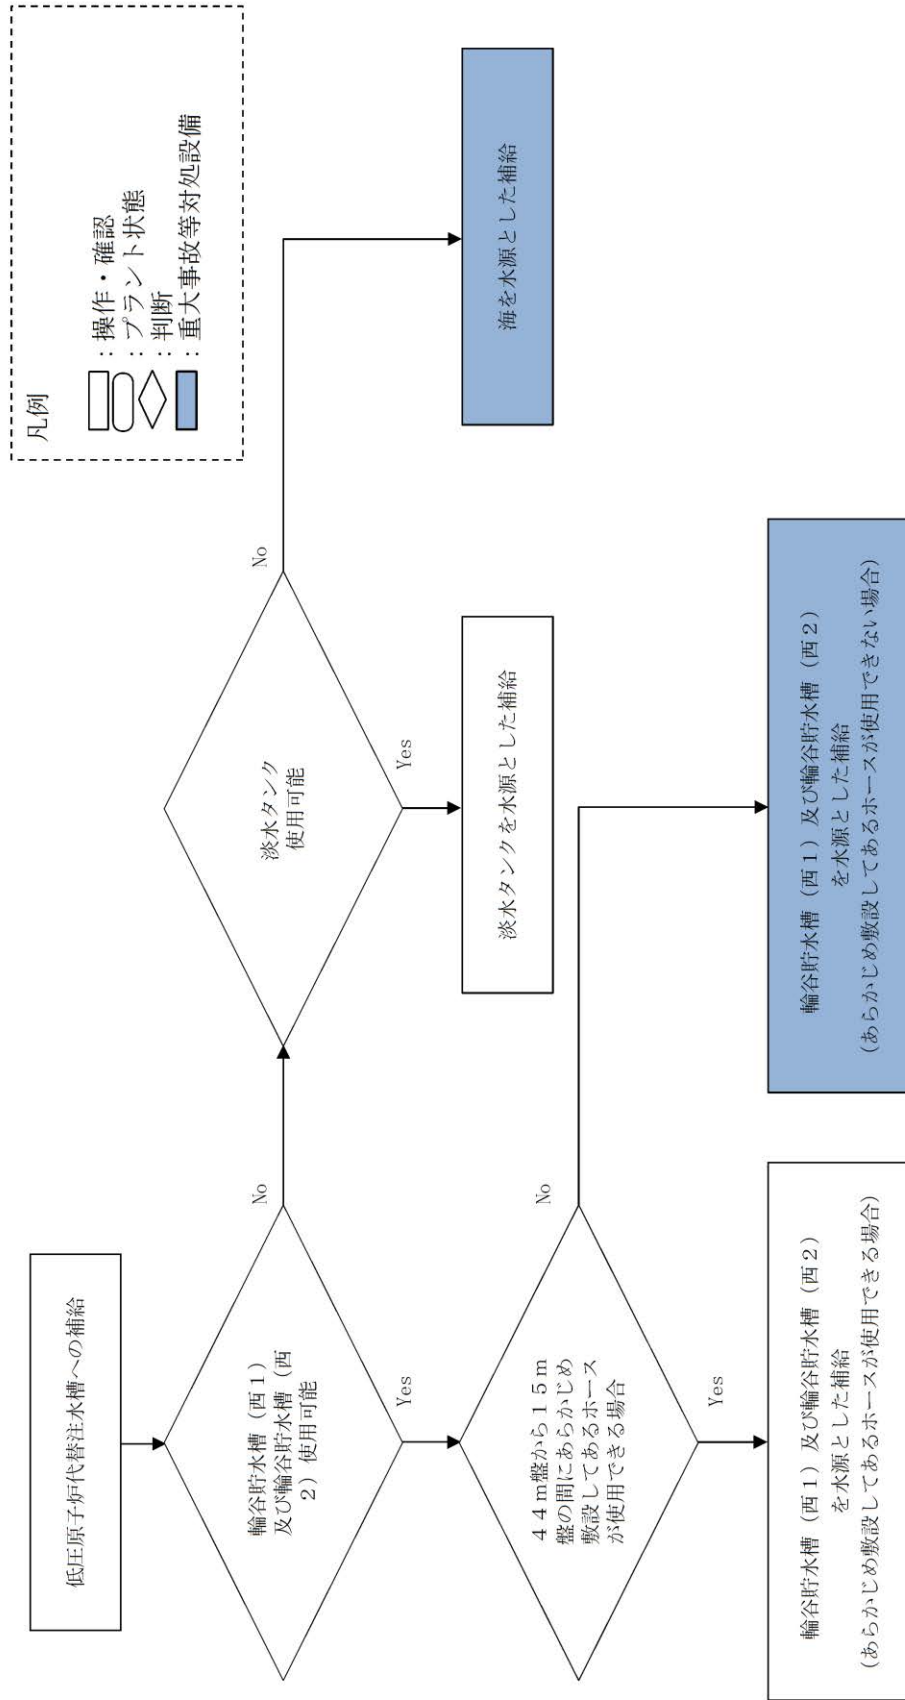 低圧原子炉代替注水槽への補給
輪谷貯水槽（西１）
及び輪谷貯水槽（西
２）使用可能
No
Yes
淡水タンク
使用可能
No
Yes
４４ｍ盤から１５ｍ
盤の間にあらかじめ
敷設してあるホース
が使用できる場合
No
Yes
淡水タンクを水源とした補給
海を水源とした補給
輪谷貯水槽（西１）及び輪谷貯水槽（西２）
を水源とした補給
(あらかじめ敷設してあるホースが使用できる場合)
輪谷貯水槽（西１）及び輪谷貯水槽（西２）
を水源とした補給
(あらかじめ敷設してあるホースが使用できない場合)
凡例
：操作・確認
：プラント状態
：判断
：重大事故等対処設備